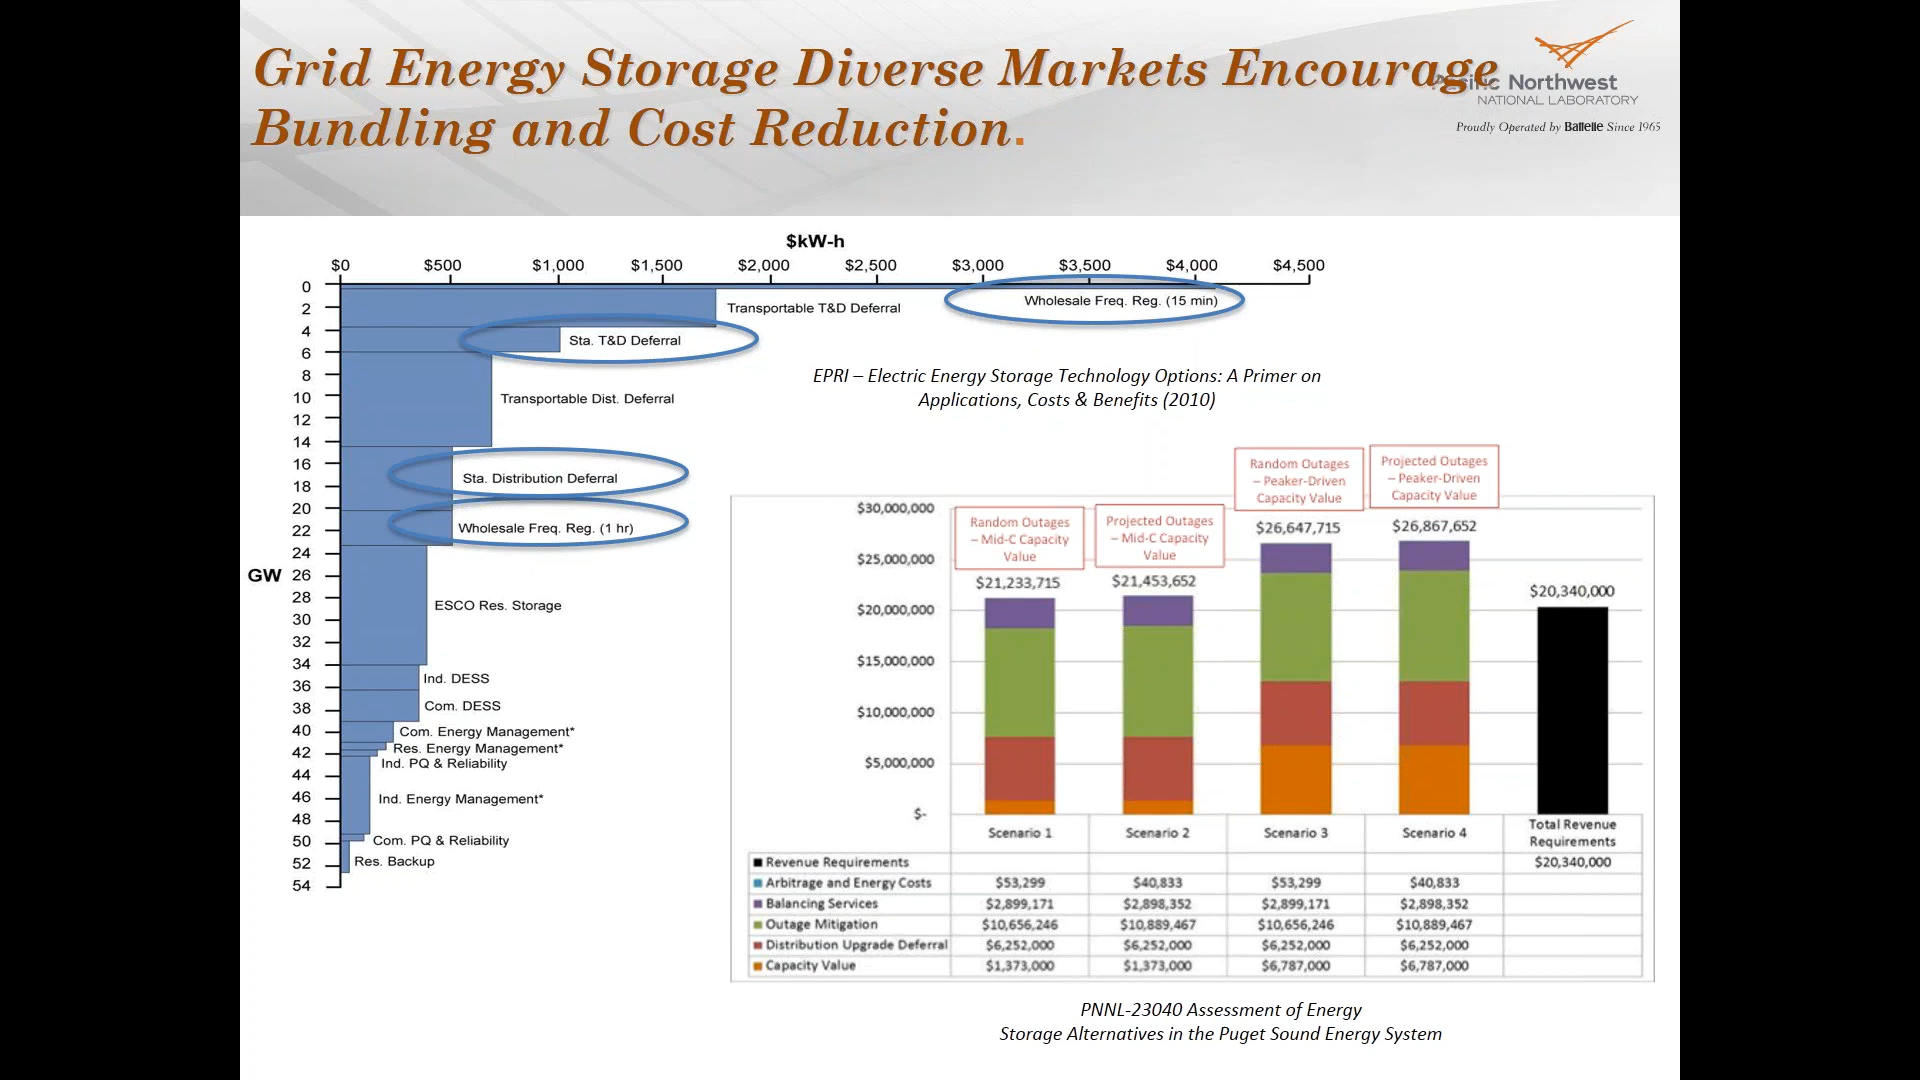 Grid Energy Storage Diverse Markets Encourage
Bundling and Cost Reduction.
Pacific Northwest
NATIONAL LABORATORY
Proudly Operated by Battelle Since 1965
$kW-h
$0 $500 $1,000 $1,500 $2,000 $2,500 $3,000 $3,500 $4,000 $4,500
0
2
4
6
8
10
12
14
16
18
20
22
24
GW 26
28
30
32
34
36
38
40
42
44
46
48
50
52
54
Wholesale Freq. Reg. (15 min)
Transportable T&D Deferral
Sta. T&D Deferral
Transportable Dist. Deferral
Sta. Distribution Deferral
Wholesale Freq. Reg. (1 hr)
ESCO Res. Storage
Ind. DESS
Com. DESS
Com. Energy Management*
Res. Energy Management*
Ind. PQ & Reliability
Ind. Energy Management*
Com. PQ & Reliability
Res. Backup
EPRI – Electric Energy Storage Technology Options: A Primer on
Applications, Costs & Benefits (2010)
Random Outages
– Mid-C Capacity
Value
Projected Outages
– Mid-C Capacity
Value
Random Outages
– Peaker-Driven
Capacity Value
Projected Outages
– Peaker-Driven
Capacity Value
$30,000,000
$25,000,000
$20,000,000
$15,000,000
$10,000,000
$5,000,000
$-
$21,233,715 $21,453,652 $26,647,715 $26,867,652 $20,340,000
Scenario 1 Scenario 2 Scenario 3 Scenario 4 Total Revenue
Requirements
Revenue Requirements $20,340,000
Arbitrage and Energy Costs $53,299 $40,833 $53,299 $40,833
Balancing Services $2,899,171 $2,898,352 $2,899,171 $2,898,352
Outage Mitigation $10,656,246 $10,889,467 $10,656,246 $10,889,467
Distribution Upgrade Deferral $6,252,000 $6,252,000 $6,252,000 $6,252,000
Capacity Value $1,373,000 $1,373,000 $6,787,000 $6,787,000
PNNL-23040 Assessment of Energy
Storage Alternatives in the Puget Sound Energy System